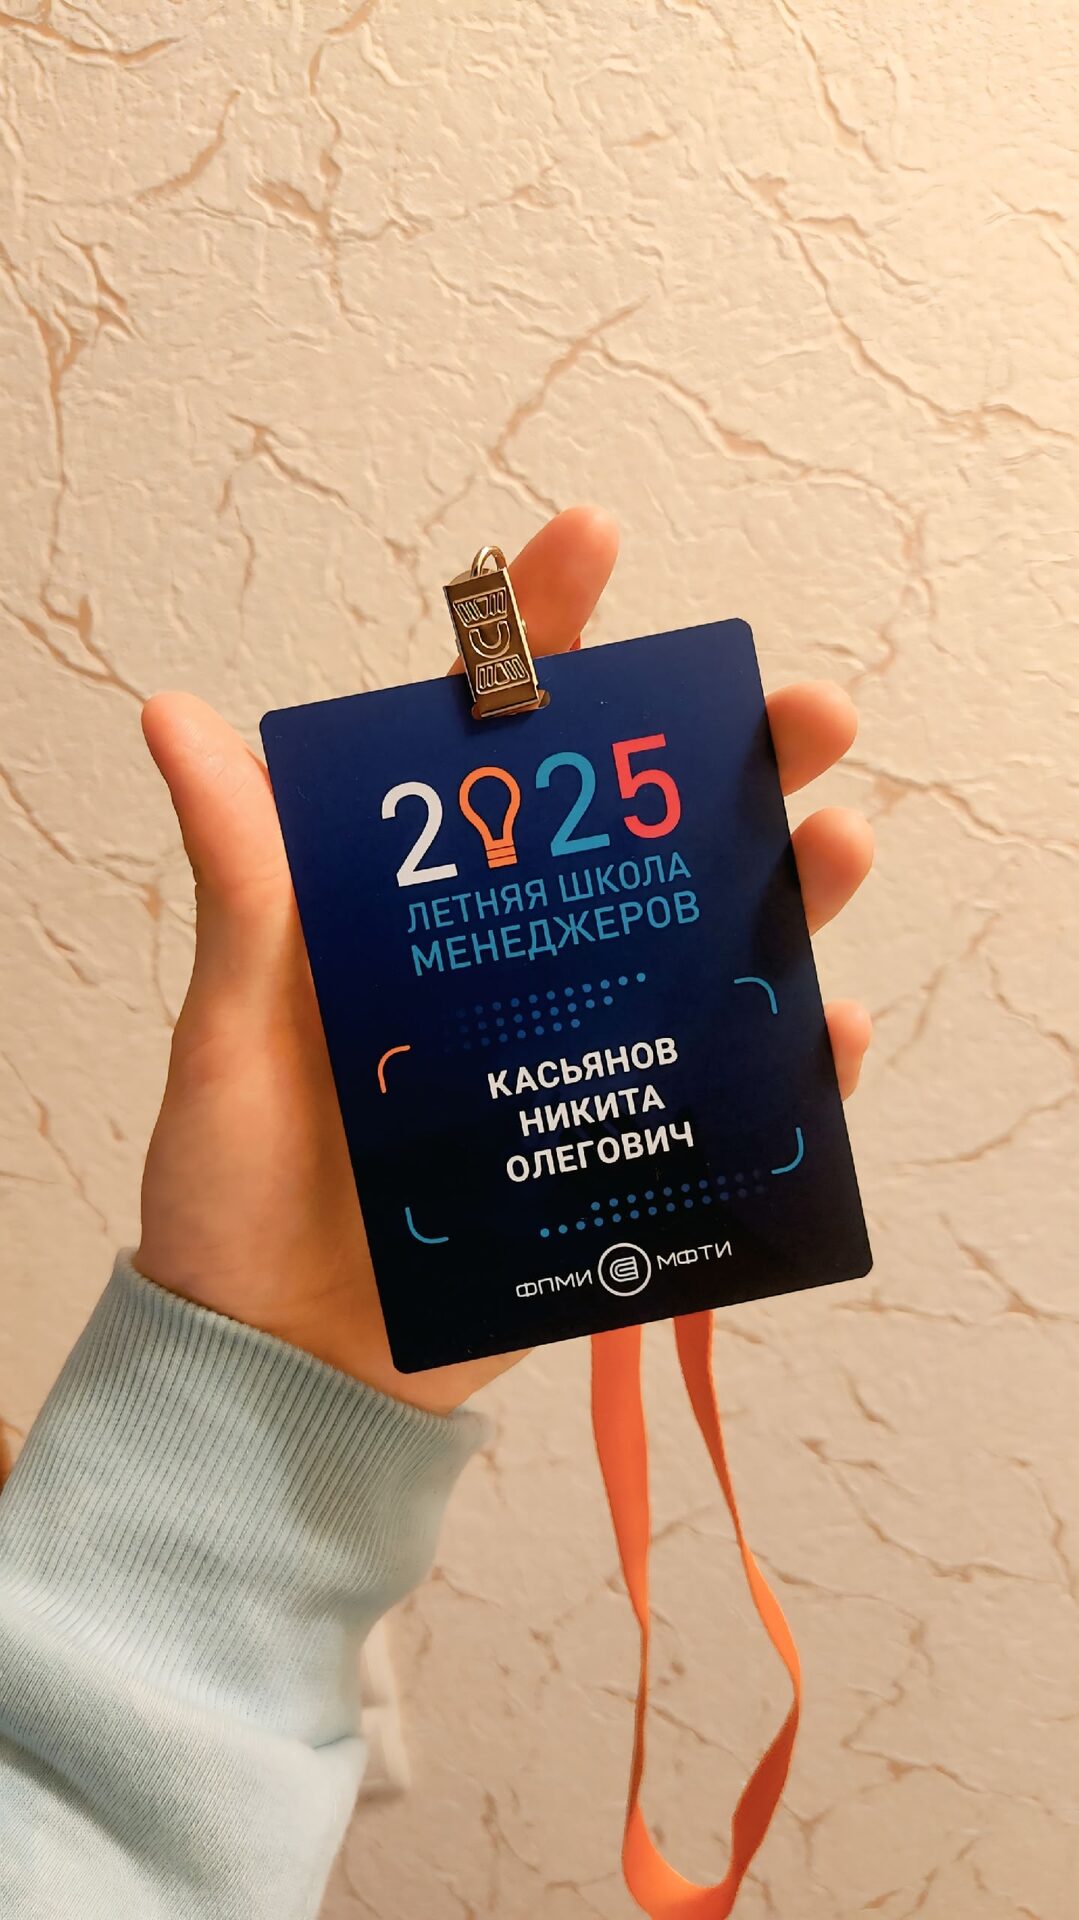 2025
ЛЕТНЯЯ ШКОЛА
МЕНЕДЖЕРОВ
КАСЬЯНОВ
НИКИТА
ОЛЕГОВИЧ
ФПМИ МФТИ